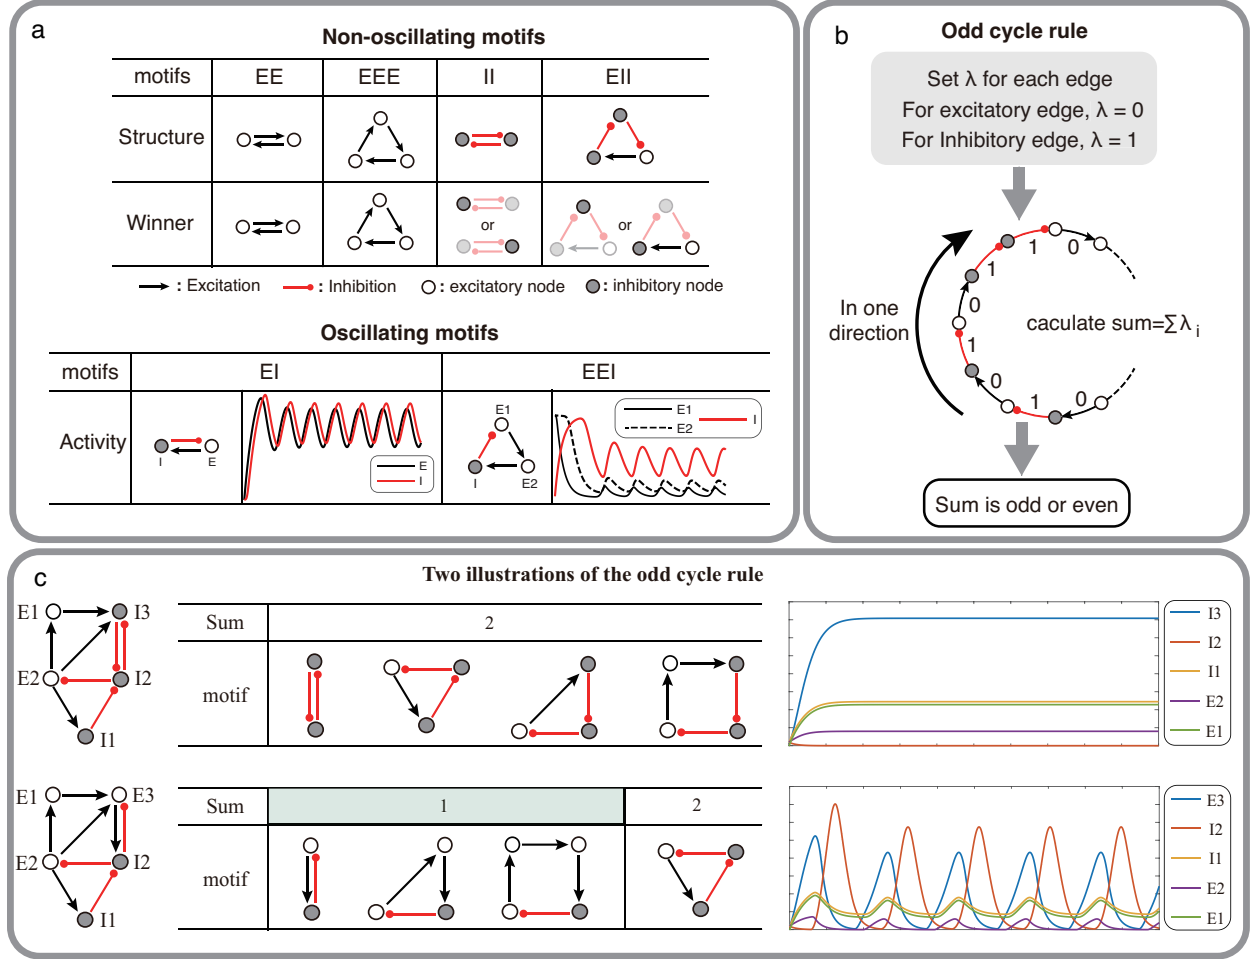 a
Non-oscillating motifs
motifs EE EEE II EII
Structure
Winner
or
or
: Excitation : Inhibition : excitatory node : inhibitory node
Oscillating motifs
motifs EI EEI
Activity
I E
E
I
E1
I E2
E1
E2
I
b
Odd cycle rule
Set λ for each edge
For excitatory edge, λ = 0
For Inhibitory edge, λ = 1
In one
direction
0
1
0
1
0
1
1
0
caculate sum=∑λ i
Sum is odd or even
c
Two illustrations of the odd cycle rule
E1 I3
E2 I2
I1
Sum 2
motif
I3
I2
I1
E2
E1
E1 E3
E2 I2
I1
Sum 1 2
motif
E3
I2
I1
E2
E1